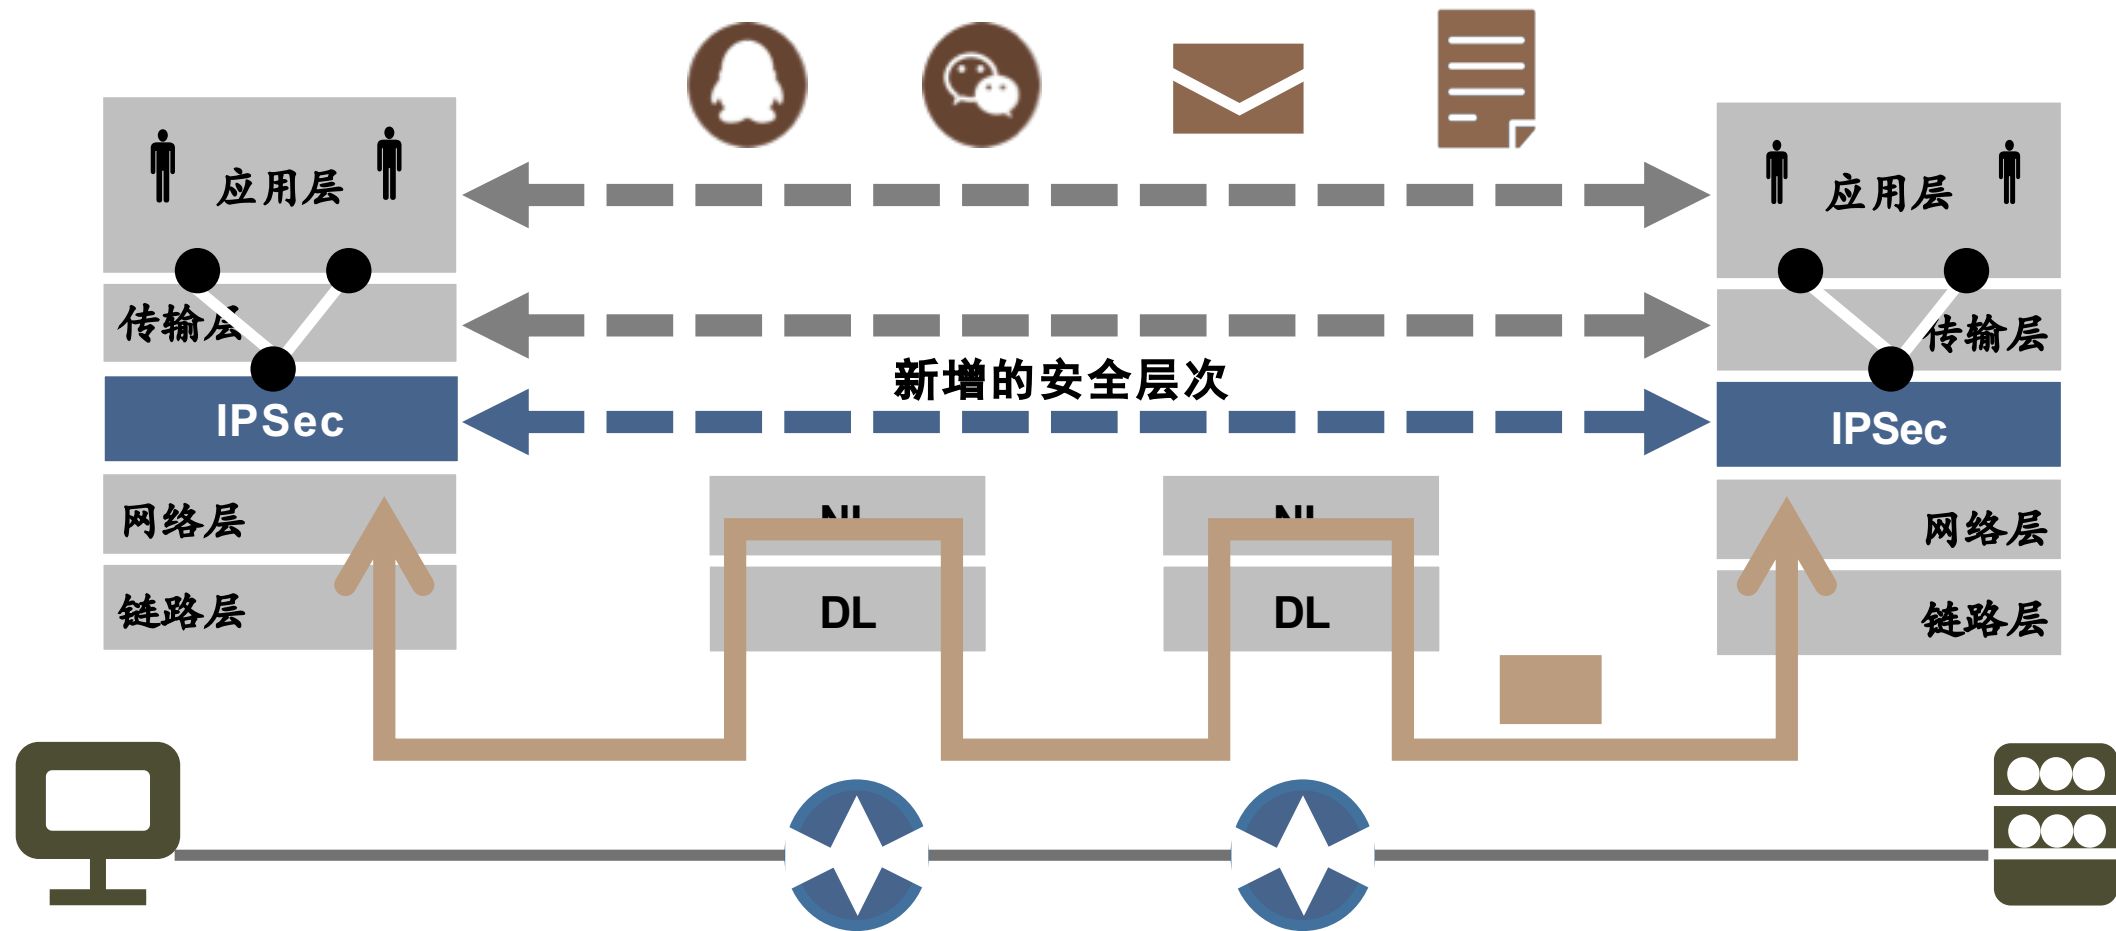 应用层
应用层
传输层
传输层
新增的安全层次
IPSec
IPSec
网络层
网络层
链路层
DL
DL
链路层